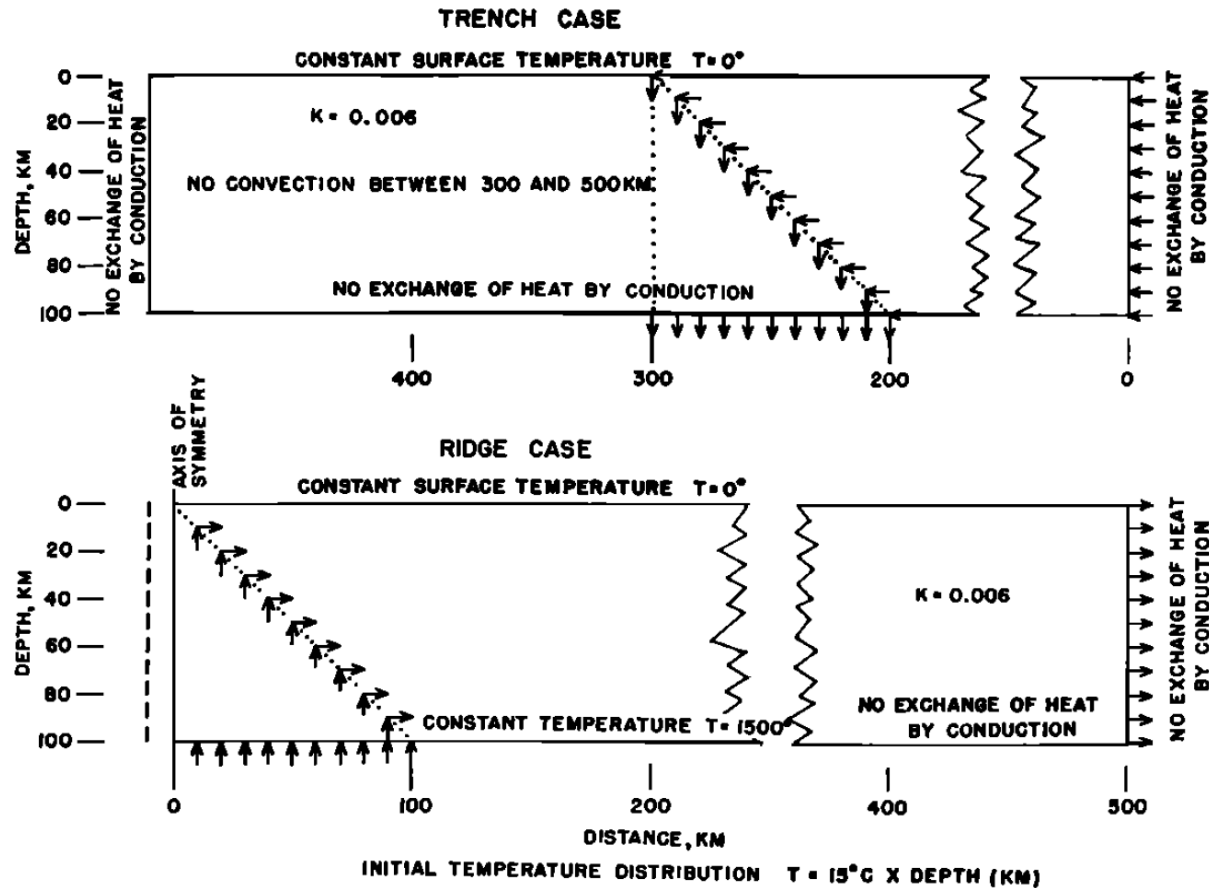 TRENCH CASE
CONSTANT SURFACE TEMPERATURE T=0°
DEPTH, KM
0
20
40
60
80
100
NO EXCHANGE OF HEAT
BY CONDUCTION
K = 0.006
NO CONVECTION BETWEEN 300 AND 500KM
NO EXCHANGE OF HEAT BY CONDUCTION
NO EXCHANGE OF HEAT
BY CONDUCTION
400
300
200
0
AXIS OF
SYMMETRY
RIDGE CASE
CONSTANT SURFACE TEMPERATURE T=0°
DEPTH, KM
0
20
40
60
80
100
K = 0.006
CONSTANT TEMPERATURE T=1500°
NO EXCHANGE OF HEAT
BY CONDUCTION
NO EXCHANGE OF HEAT
BY CONDUCTION
0
100
200
400
500
DISTANCE, KM
INITIAL TEMPERATURE DISTRIBUTION T = 15°C X DEPTH (KM)